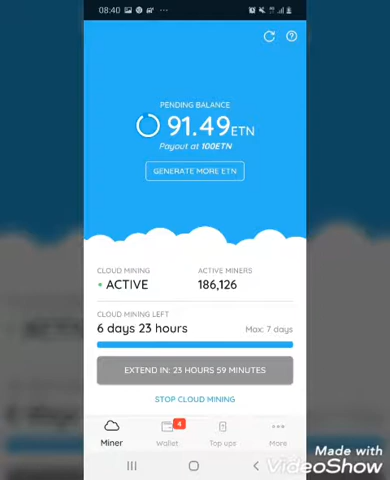 08:40
PENDING BALANCE
91.49 ETN
Payout at 100ETN
GENERATE MORE ETN
CLOUD MINING
ACTIVE MINERS
ACTIVE
186,126
CLOUD MINING LEFT
6 days 23 hours
Max: 7 days
EXTEND IN: 23 HOURS 59 MINUTES
STOP CLOUD MINING
4
Miner
Wallet
Top ups
More
Made with
VideoShow